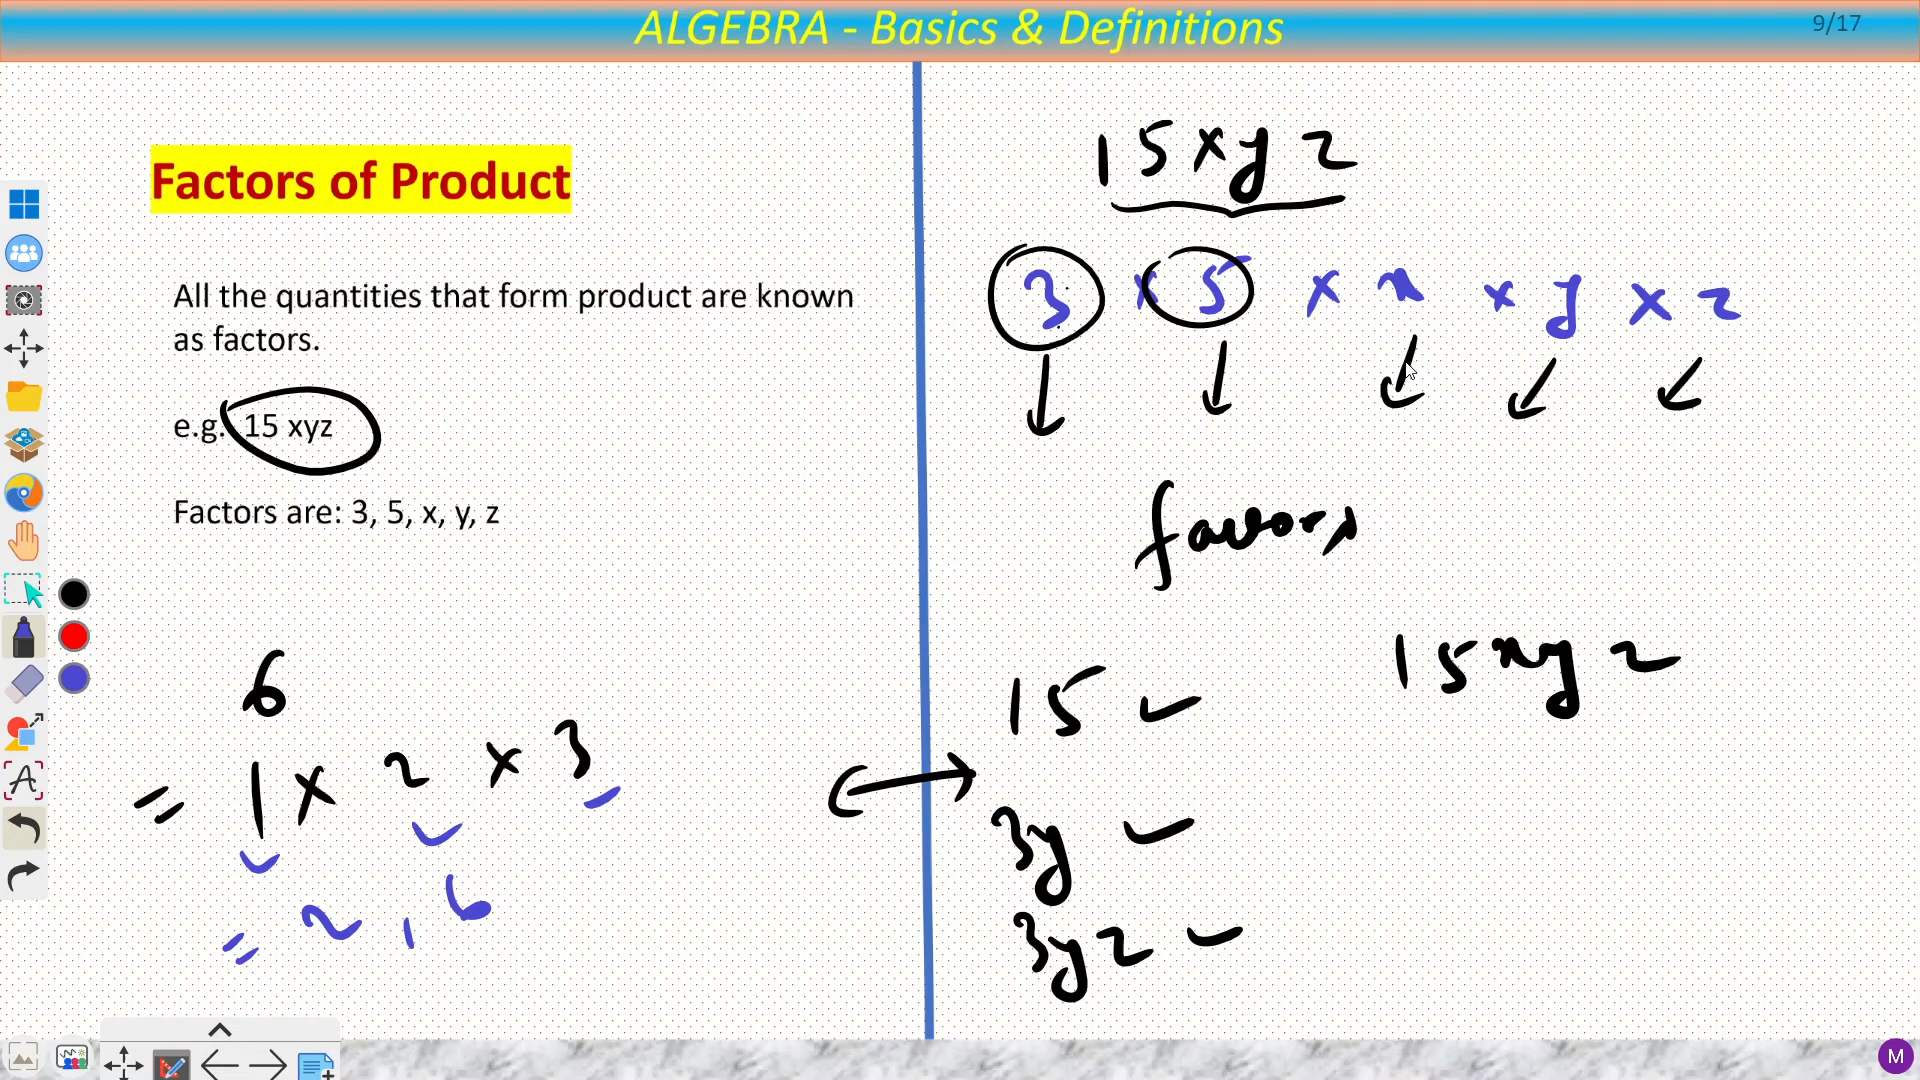 ALGEBRA - Basics & Definitions
9/17
Factors of Product
All the quantities that form product are known
as factors.
e.g. 15 xyz
Factors are: 3, 5, x, y, z
6
= 1 x 2 x 3
= 2, 6
15xyz
3 x 5 x x x y x z
factors
15
15xyz
3y
3yz
M